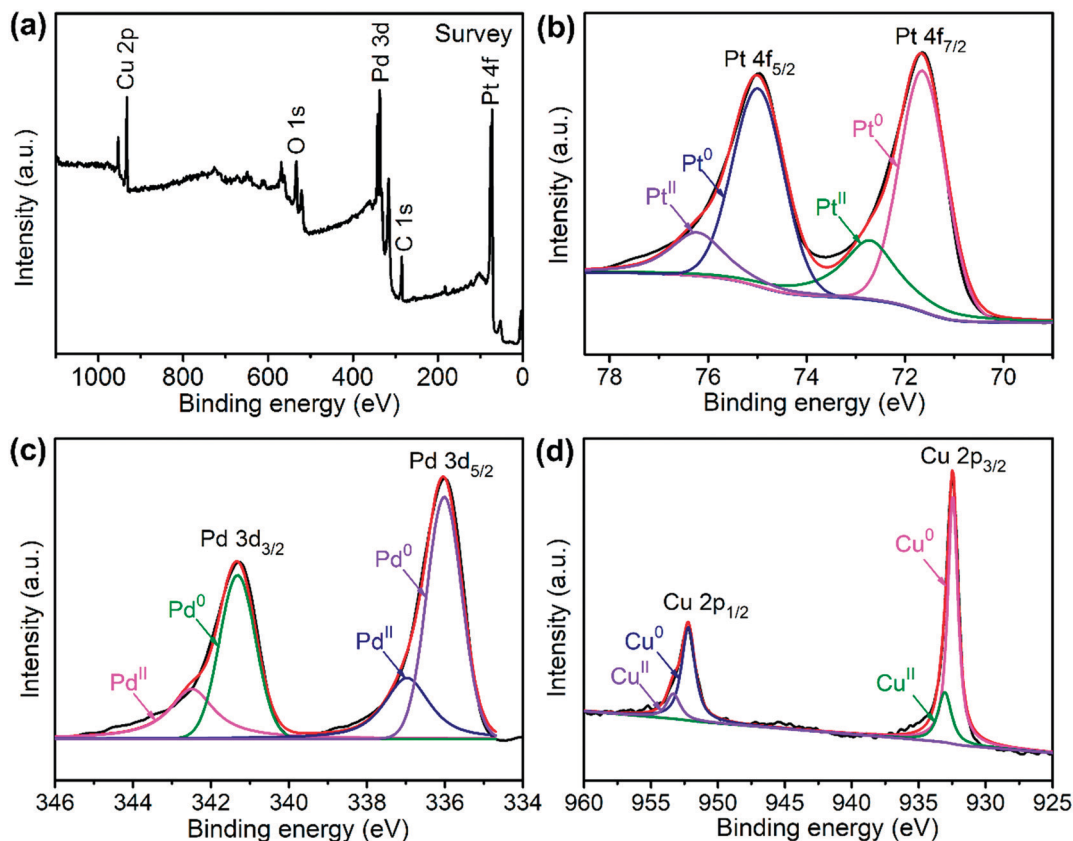 (a)
Survey
Cu 2p
O 1s
C 1s
Pd 3d
Pt 4f
Intensity (a.u.)
1000 800 600 400 200 0
Binding energy (eV)
(b)
Pt 4f5/2
Pt 4f7/2
Pt0
Pt0
PtII
PtII
Intensity (a.u.)
78 76 74 72 70
Binding energy (eV)
(c)
Pd 3d5/2
Pd 3d3/2
Pd0
Pd0
PdII
PdII
Intensity (a.u.)
346 344 342 340 338 336 334
Binding energy (eV)
(d)
Cu 2p3/2
Cu0
Cu 2p1/2
Cu0
CuII
CuII
Intensity (a.u.)
960 955 950 945 940 935 930 925
Binding energy (eV)